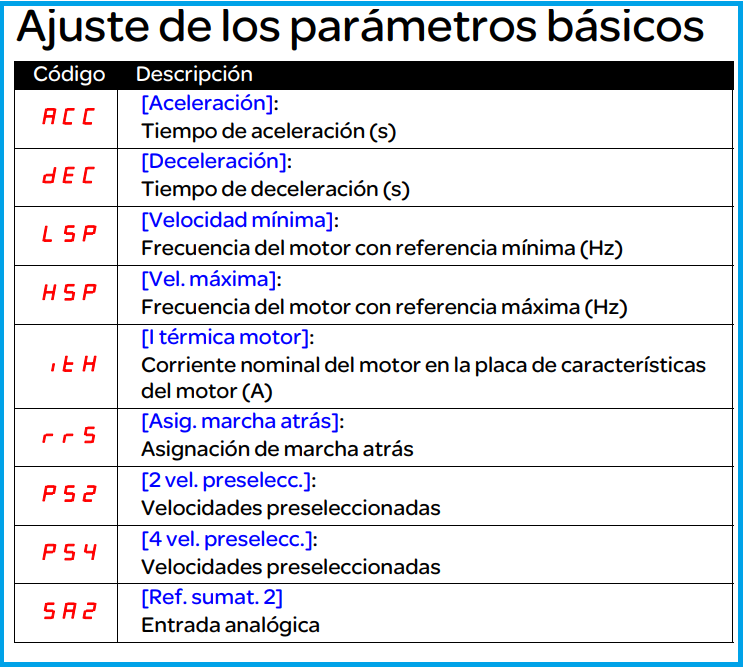 Ajuste de los parámetros básicos
Código Descripción
ACC [Aceleración]:
Tiempo de aceleración (s)
dEC [Deceleración]:
Tiempo de deceleración (s)
LSP [Velocidad mínima]:
Frecuencia del motor con referencia mínima (Hz)
HSP [Vel. máxima]:
Frecuencia del motor con referencia máxima (Hz)
itH [I térmica motor]:
Corriente nominal del motor en la placa de características
del motor (A)
rrS [Asig. marcha atrás]:
Asignación de marcha atrás
PS2 [2 vel. preselecc.]:
Velocidades preseleccionadas
PS4 [4 vel. preselecc.]:
Velocidades preseleccionadas
SA2 [Ref. sumat. 2]
Entrada analógica